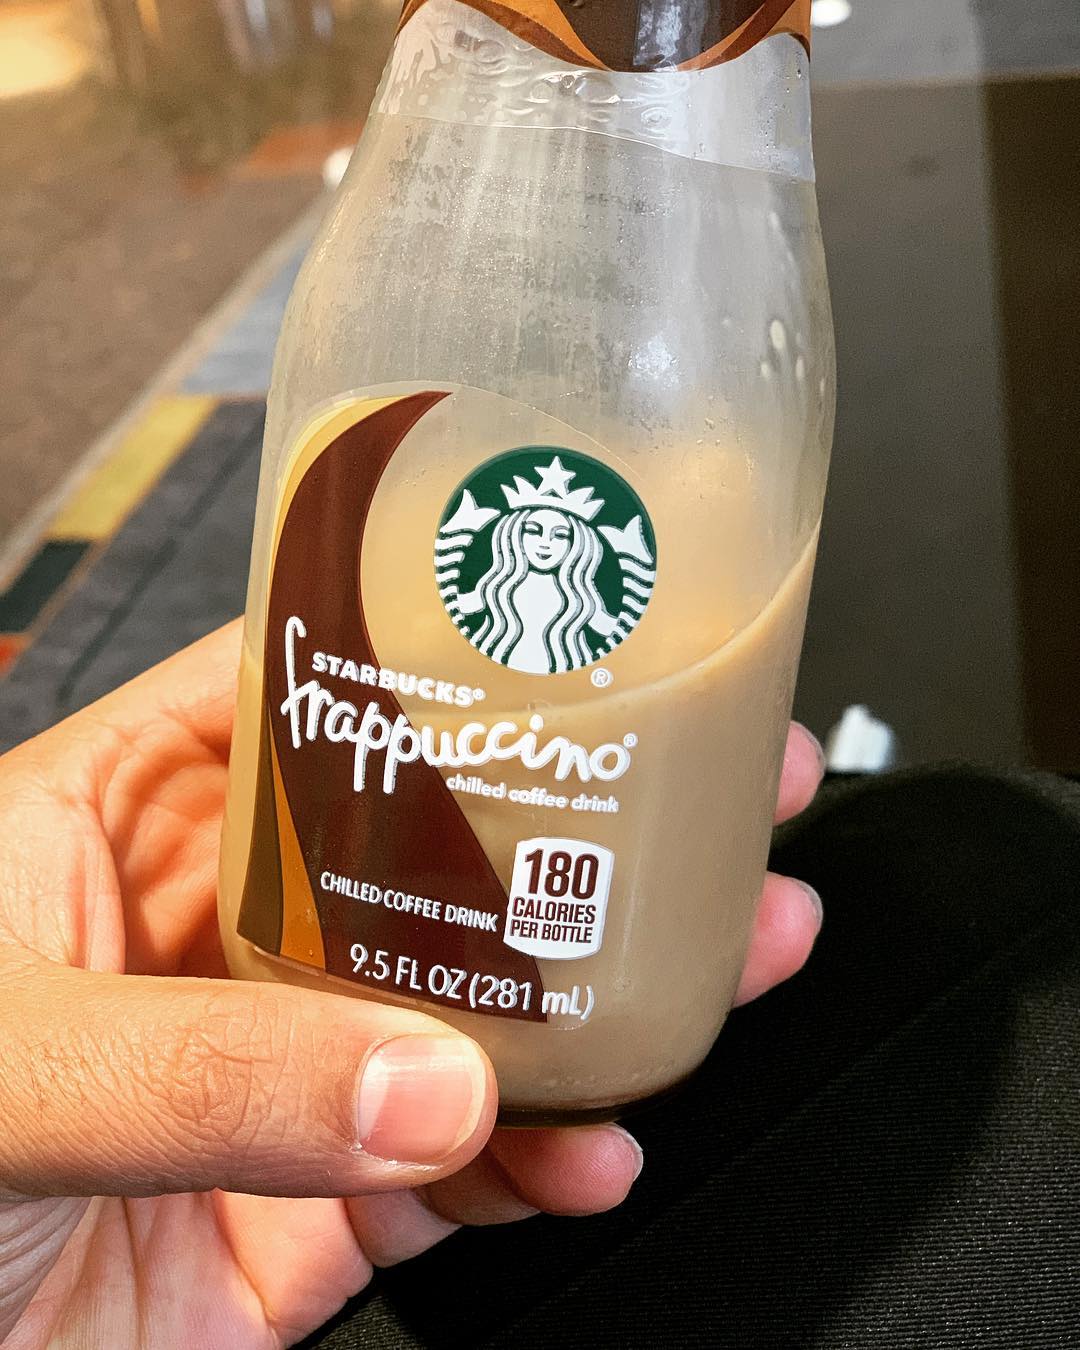 STARBUCKS®
frappuccino®
chilled coffee drink
180
CALORIES
PER BOTTLE
CHILLED COFFEE DRINK
9.5 FL OZ (281 mL)
®